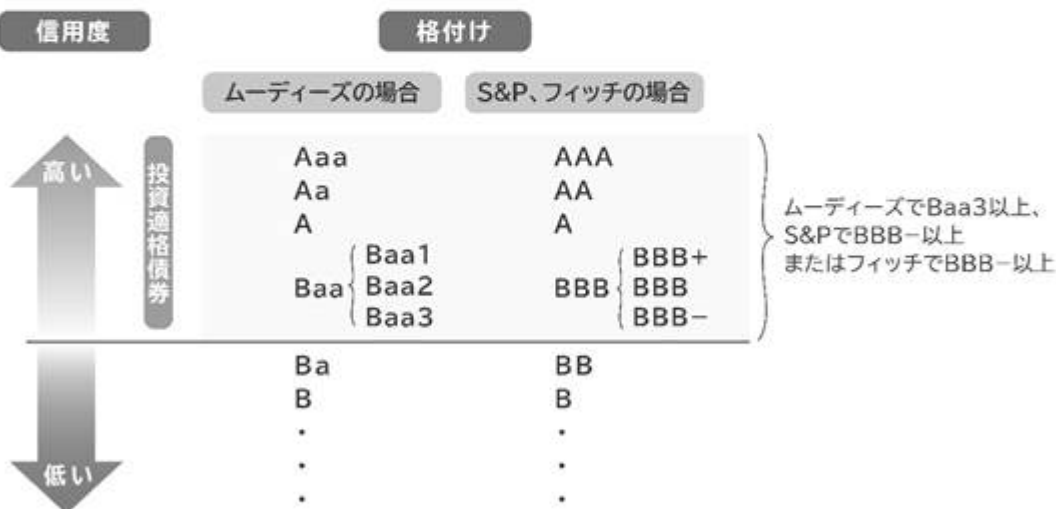 信用度
格付け
ムーディーズの場合
S&P、フィッチの場合
高い
投資適格債券
Aaa AAA
Aa AA
A A
Baa Baa1 Baa2 Baa3
BBB BBB+ BBB BBB−
ムーディーズでBaa3以上、
S&PでBBB−以上
またはフィッチでBBB−以上
Ba BB
B B
・ ・
・ ・
・ ・
低い